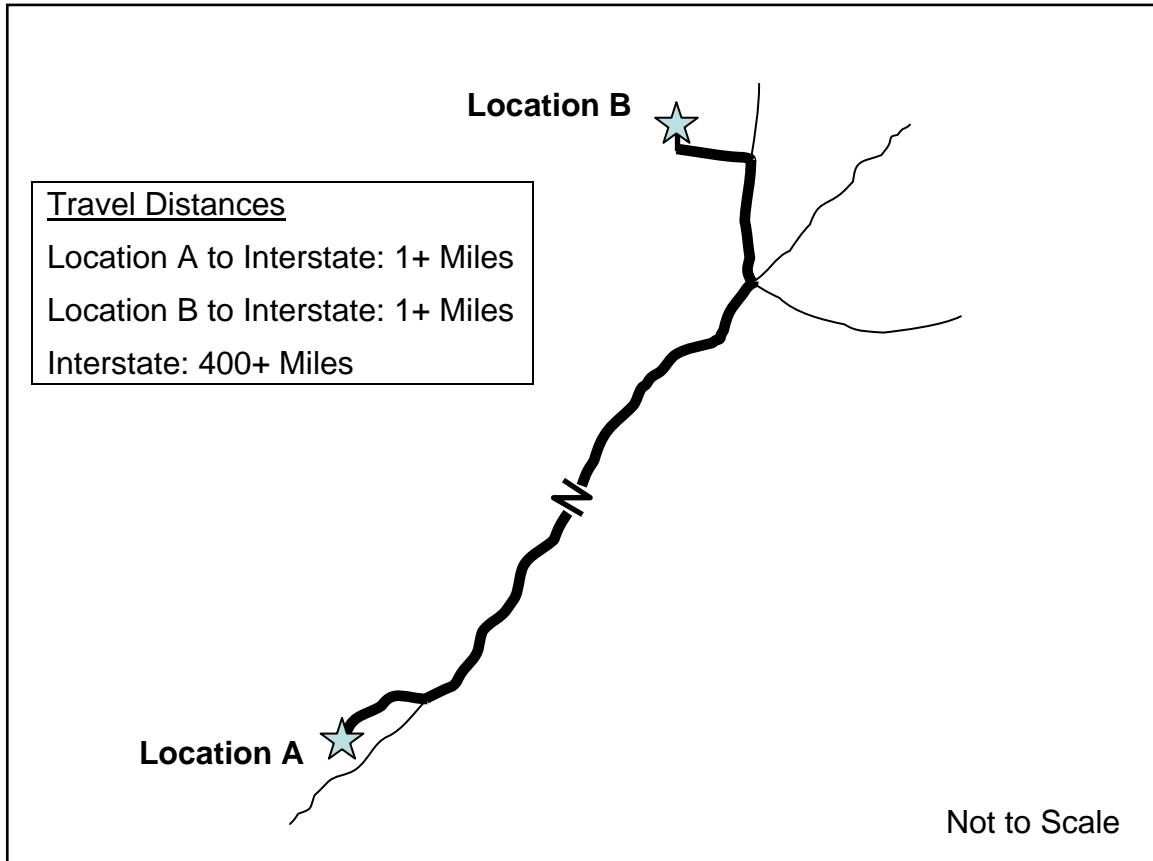 Location B
Travel Distances
Location A to Interstate: 1+ Miles
Location B to Interstate: 1+ Miles
Interstate: 400+ Miles
Location A
Not to Scale